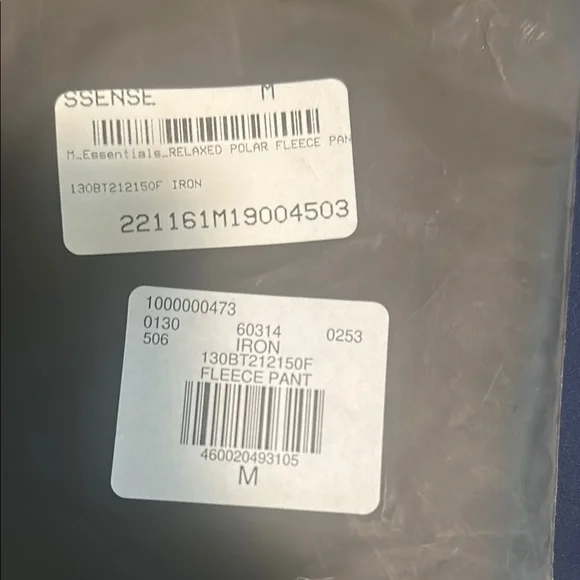 SSENSE M
M_Essentials_RELAXED POLAR FLEECE PAN
130BT212150F IRON
221161M19004503
1000000473
0130 60314 0253
506 IRON
130BT212150F
FLEECE PANT
460020493105
M